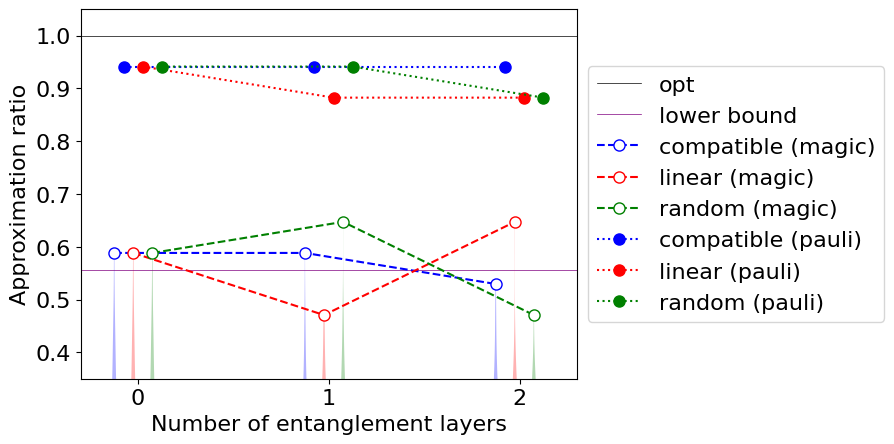 Approximation ratio
1.0
0.9
0.8
0.7
0.6
0.5
0.4
0
1
2
Number of entanglement layers
opt
lower bound
compatible (magic)
linear (magic)
random (magic)
compatible (pauli)
linear (pauli)
random (pauli)